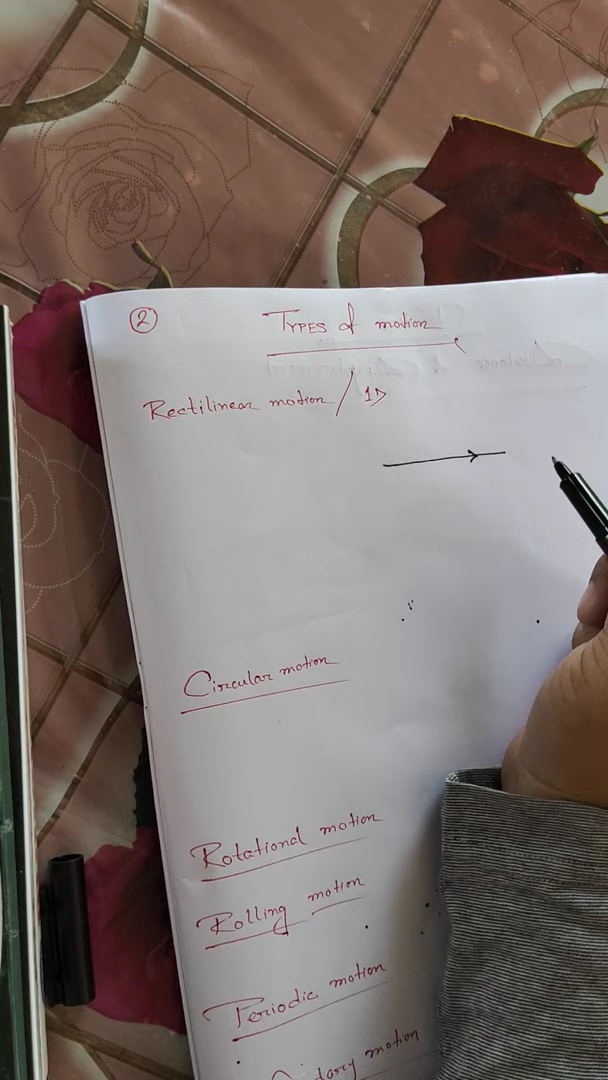 2
Types of motion
Rectilinear motion / 1D
Circular motion
Rotational motion
Rolling motion
Periodic motion
motion